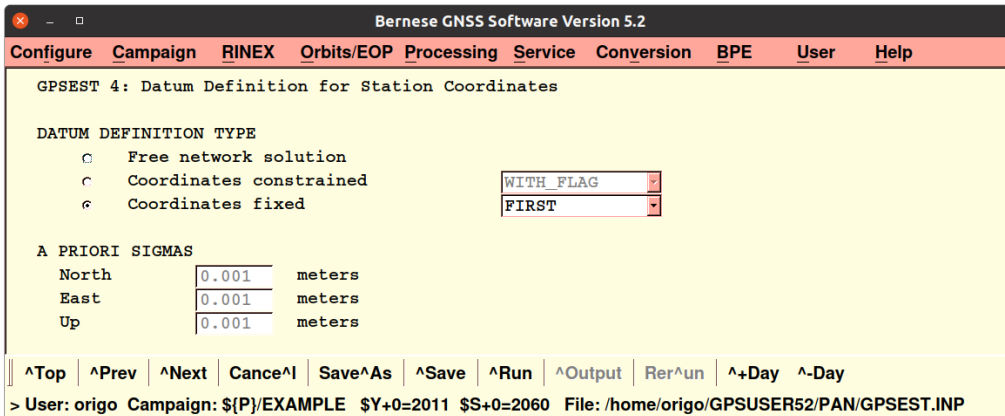 Bernese GNSS Software Version 5.2
Configure Campaign RINEX Orbits/EOP Processing Service Conversion BPE User Help
GPSEST 4: Datum Definition for Station Coordinates
DATUM DEFINITION TYPE
Free network solution
Coordinates constrained WITH_FLAG
Coordinates fixed FIRST
A PRIORI SIGMAS
North 0.001 meters
East 0.001 meters
Up 0.001 meters
^Top ^Prev ^Next Cance^l Save^As ^Save ^Run ^Output Rer^un ^+Day ^-Day
> User: origo Campaign: ${P}/EXAMPLE $Y+0=2011 $S+0=2060 File: /home/origo/GPSUSER52/PAN/GPSEST.INP